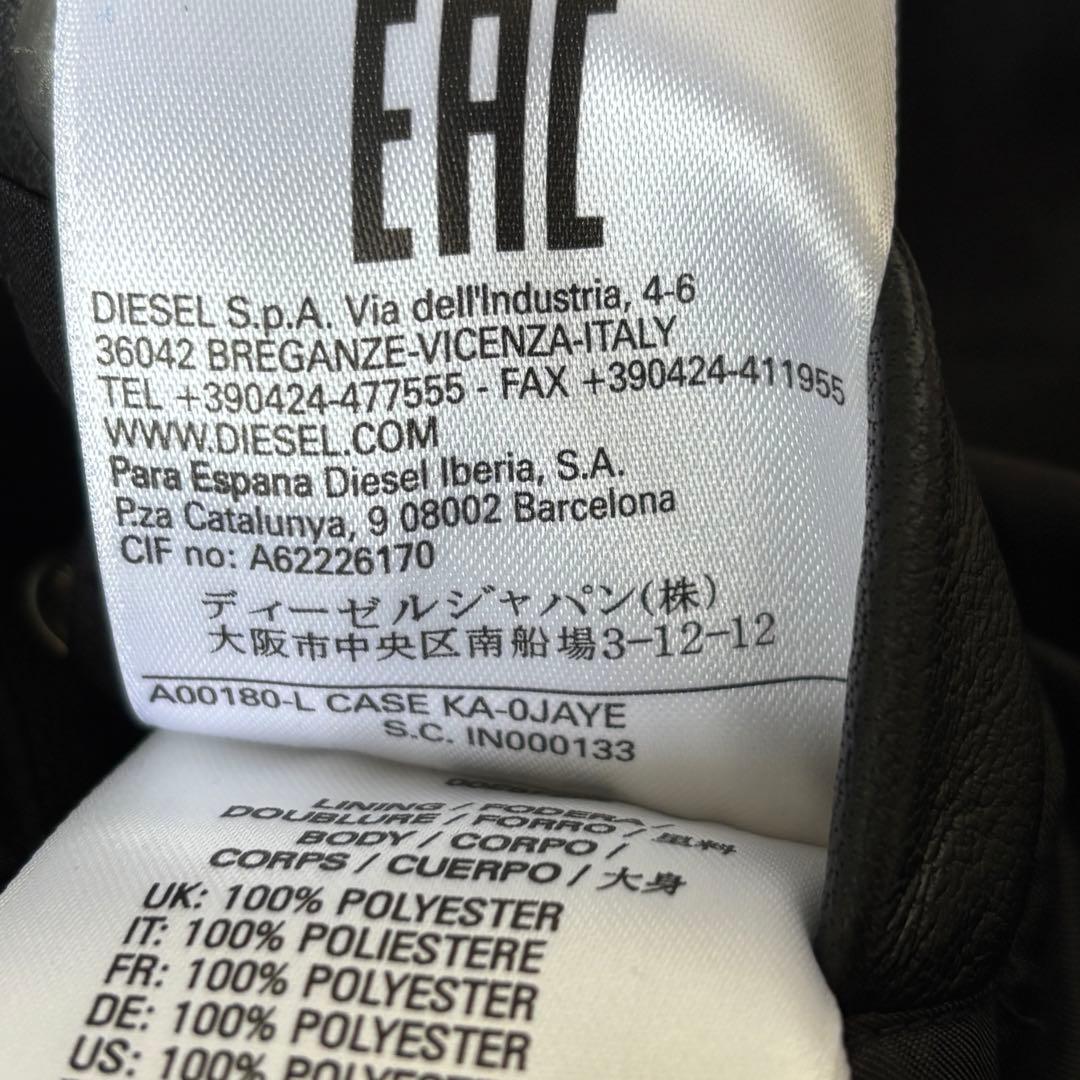 EAC
DIESEL S.p.A. Via dell'Industria, 4-6
36042 BREGANZE-VICENZA-ITALY
TEL +390424-477555 - FAX +390424-411955
WWW.DIESEL.COM
Para Espana Diesel Iberia, S.A.
P.za Catalunya, 9 08002 Barcelona
CIF no: A62226170
ディーゼルジャパン(株)
大阪市中央区南船場3-12-12
A00180-L CASE KA-0JAYE
S.C. IN000133
LINING / FODERA /
DOUBLURE / FORRO / 里料
BODY / CORPO /
CORPS / CUERPO / 大身
UK: 100% POLYESTER
IT: 100% POLIESTERE
FR: 100% POLYESTER
DE: 100% POLYESTER
US: 100% POLYESTER